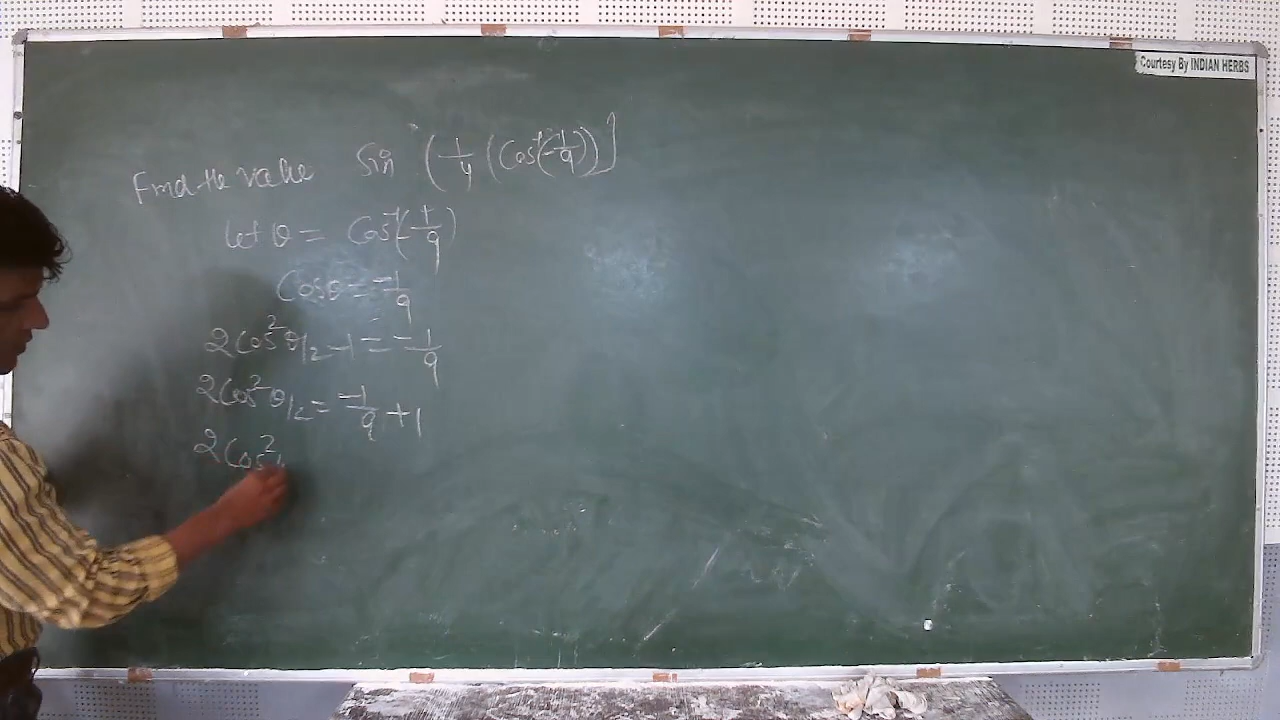 Courtesy By INDIAN HERBS
Find the value Sin [1/4 (Cos⁻¹(-1/9))]
let θ = Cos⁻¹(-1/9)
Cosθ = -1/9
2Cos²θ/2 -1 = -1/9
2Cos²θ/2 = -1/9 + 1
2Cos²